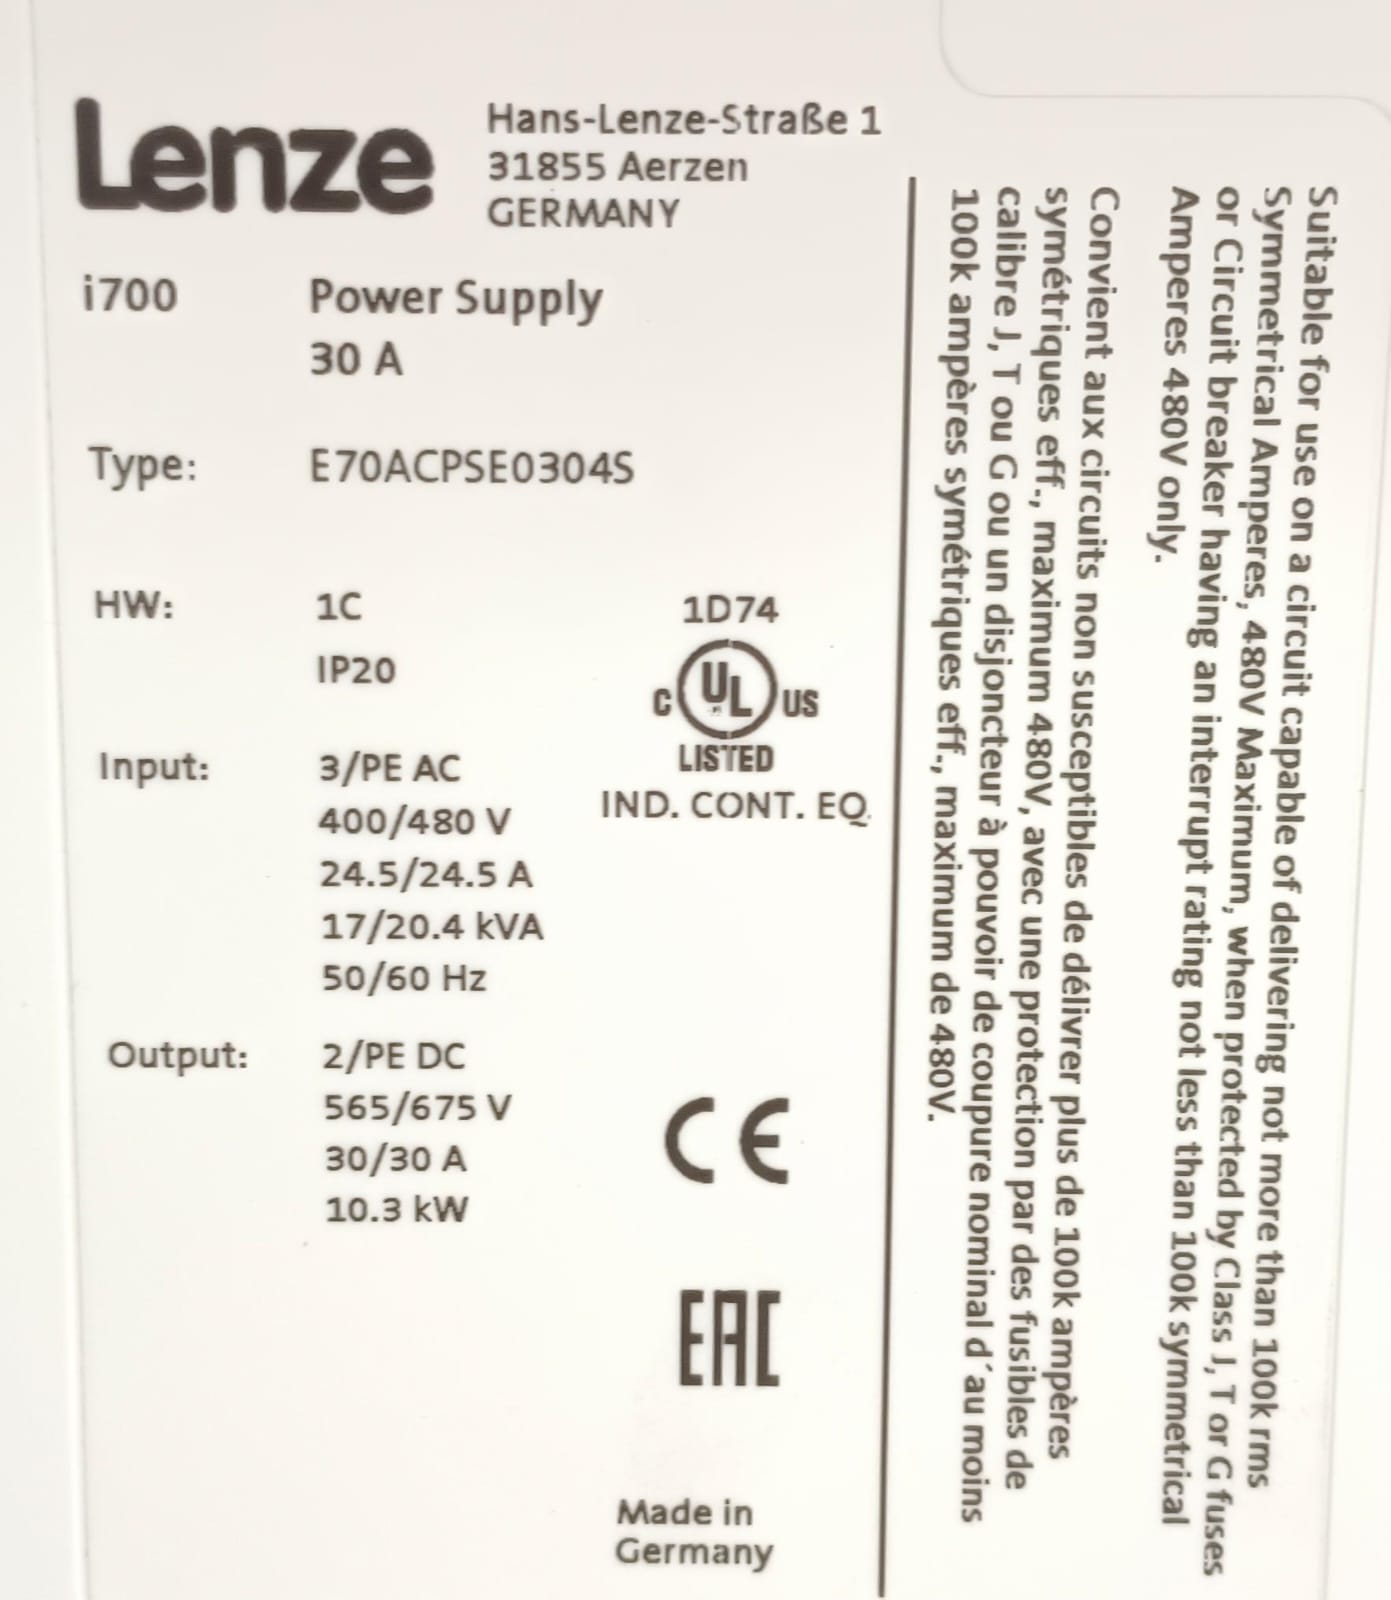 Lenze
Hans-Lenze-Straße 1
31855 Aerzen
GERMANY
i700 Power Supply
30 A
Type: E70ACPSE0304S
HW: 1C
IP20
1D74
C UL US
LISTED
IND. CONT. EQ.
Input: 3/PE AC
400/480 V
24.5/24.5 A
17/20.4 kVA
50/60 Hz
Output: 2/PE DC
565/675 V
30/30 A
10.3 kW
CE
EAC
Made in
Germany
Suitable for use on a circuit capable of delivering not more than 100k rms
Symmetrical Amperes, 480V Maximum, when protected by Class J, T or G fuses
or Circuit breaker having an interrupt rating not less than 100k symmetrical
Amperes 480V only.
Convient aux circuits non susceptibles de délivrer plus de 100k ampères
symétriques eff., maximum 480V, avec une protection par des fusibles de
calibre J, T ou G ou un disjoncteur à pouvoir de coupure nominal d´au moins
100k ampères symétriques eff., maximum de 480V.